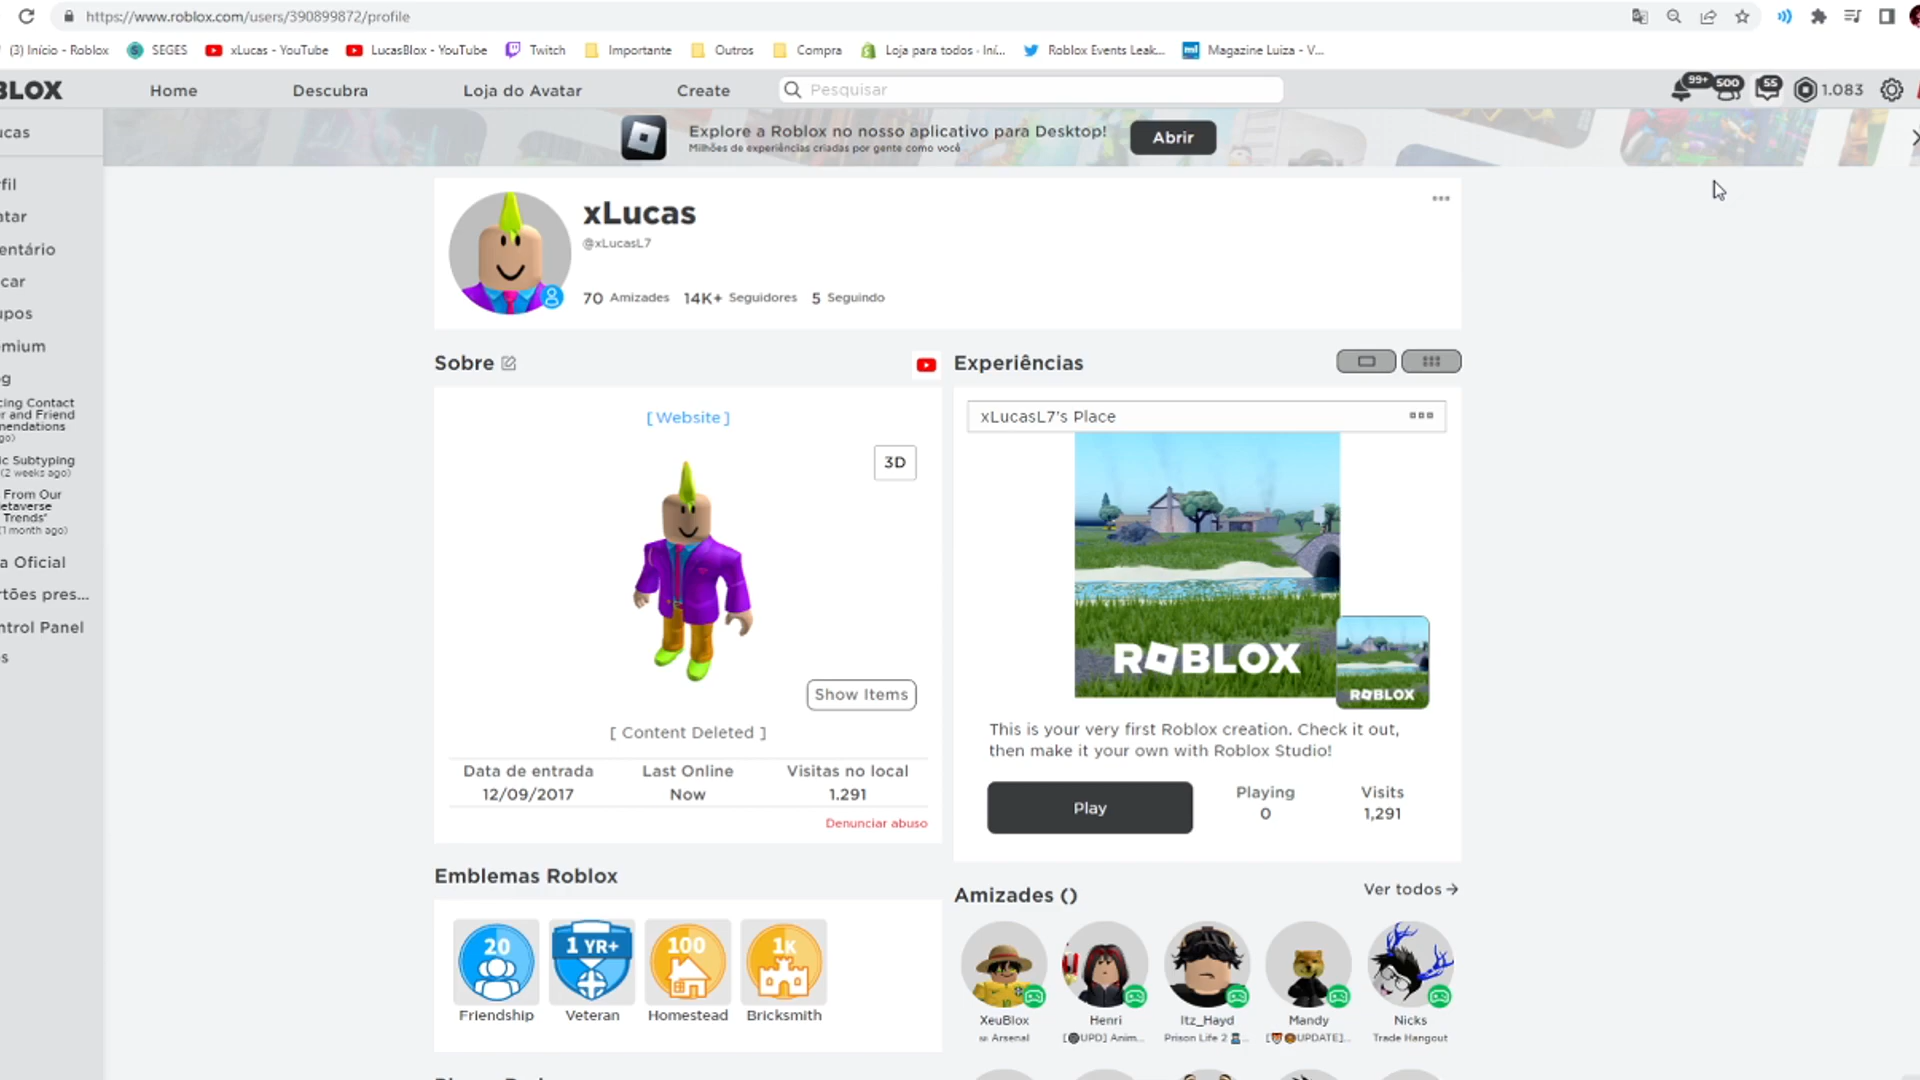 https://www.roblox.com/users/390899872/profile
(3) Início - Roblox
SEGES
xLucas - YouTube
LucasBlox - YouTube
Twitch
Importante
Outros
Compra
Loja para todos · Iní...
Roblox Events Leak...
Magazine Luiza - V...
BLOX
Home
Descubra
Loja do Avatar
Create
Pesquisar
99+
500
55
1.083
ucas
Explore a Roblox no nosso aplicativo para Desktop!
Milhões de experiências criadas por gente como você
Abrir
fil
atar
entário
car
upos
emium
g
cing Contact
r and Friend
mendations
go)
ic Subtyping
(2 weeks ago)
From Our
letaverse
Trends"
(1 month ago)
a Oficial
rtões pres...
ntrol Panel
s
xLucas
@xLucasL7
70 Amizades 14K+ Seguidores 5 Seguindo
Sobre
[ Website ]
3D
Show Items
[ Content Deleted ]
Data de entrada
12/09/2017
Last Online
Now
Visitas no local
1.291
Denunciar abuso
Emblemas Roblox
20
Friendship
1 YR+
Veteran
100
Homestead
1K
Bricksmith
Experiências
xLucasL7's Place
ROBLOX
ROBLOX
This is your very first Roblox creation. Check it out,
then make it your own with Roblox Studio!
Play
Playing
0
Visits
1,291
Amizades ()
Ver todos
XeuBlox
Arsenal
Henri
[UPD] Anim...
Itz_Hayd
Prison Life 2 ...
Mandy
[UPDATE]...
Nicks
Trade Hangout